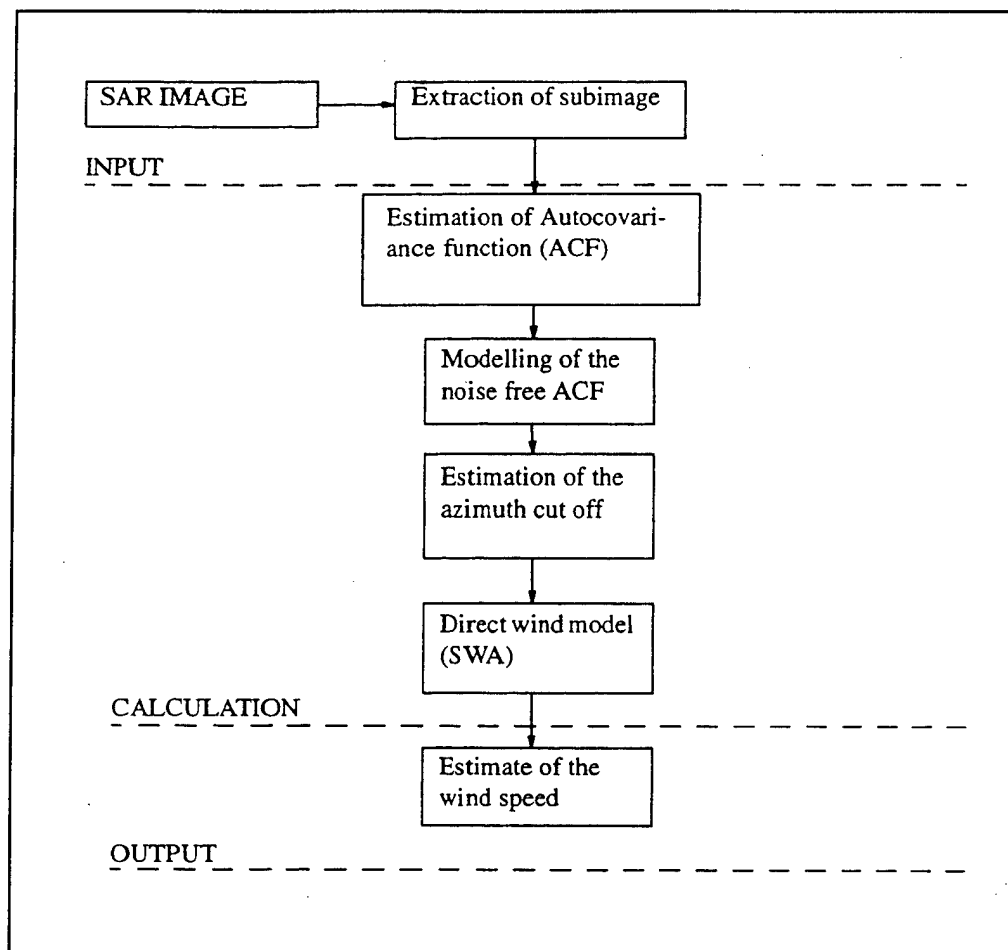 SAR IMAGE
Extraction of subimage
INPUT
Estimation of Autocovari-
ance function (ACF)
Modelling of the
noise free ACF
Estimation of the
azimuth cut off
Direct wind model
(SWA)
CALCULATION
Estimate of the
wind speed
OUTPUT